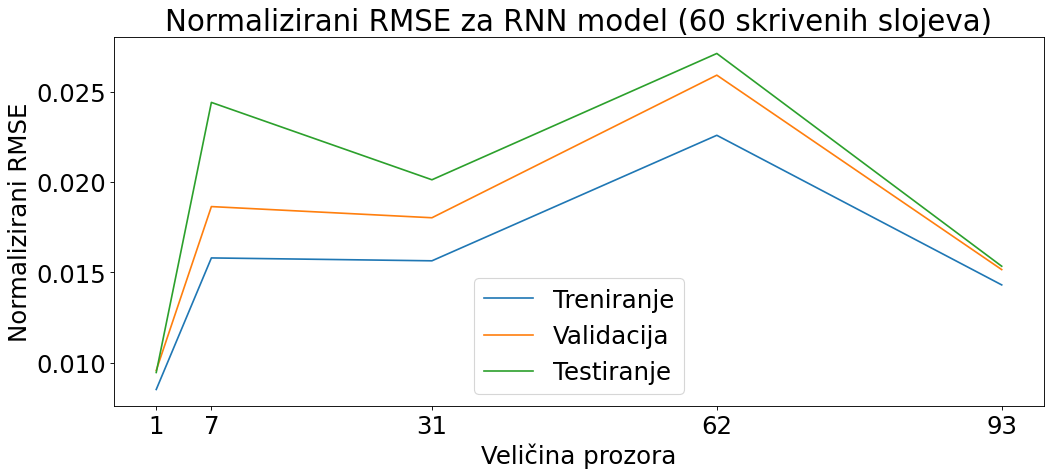 Normalizirani RMSE za RNN model (60 skrivenih slojeva)
Normalizirani RMSE
0.025
0.020
0.015
0.010
Treniranje
Validacija
Testiranje
1 7 31 62 93
Veličina prozora